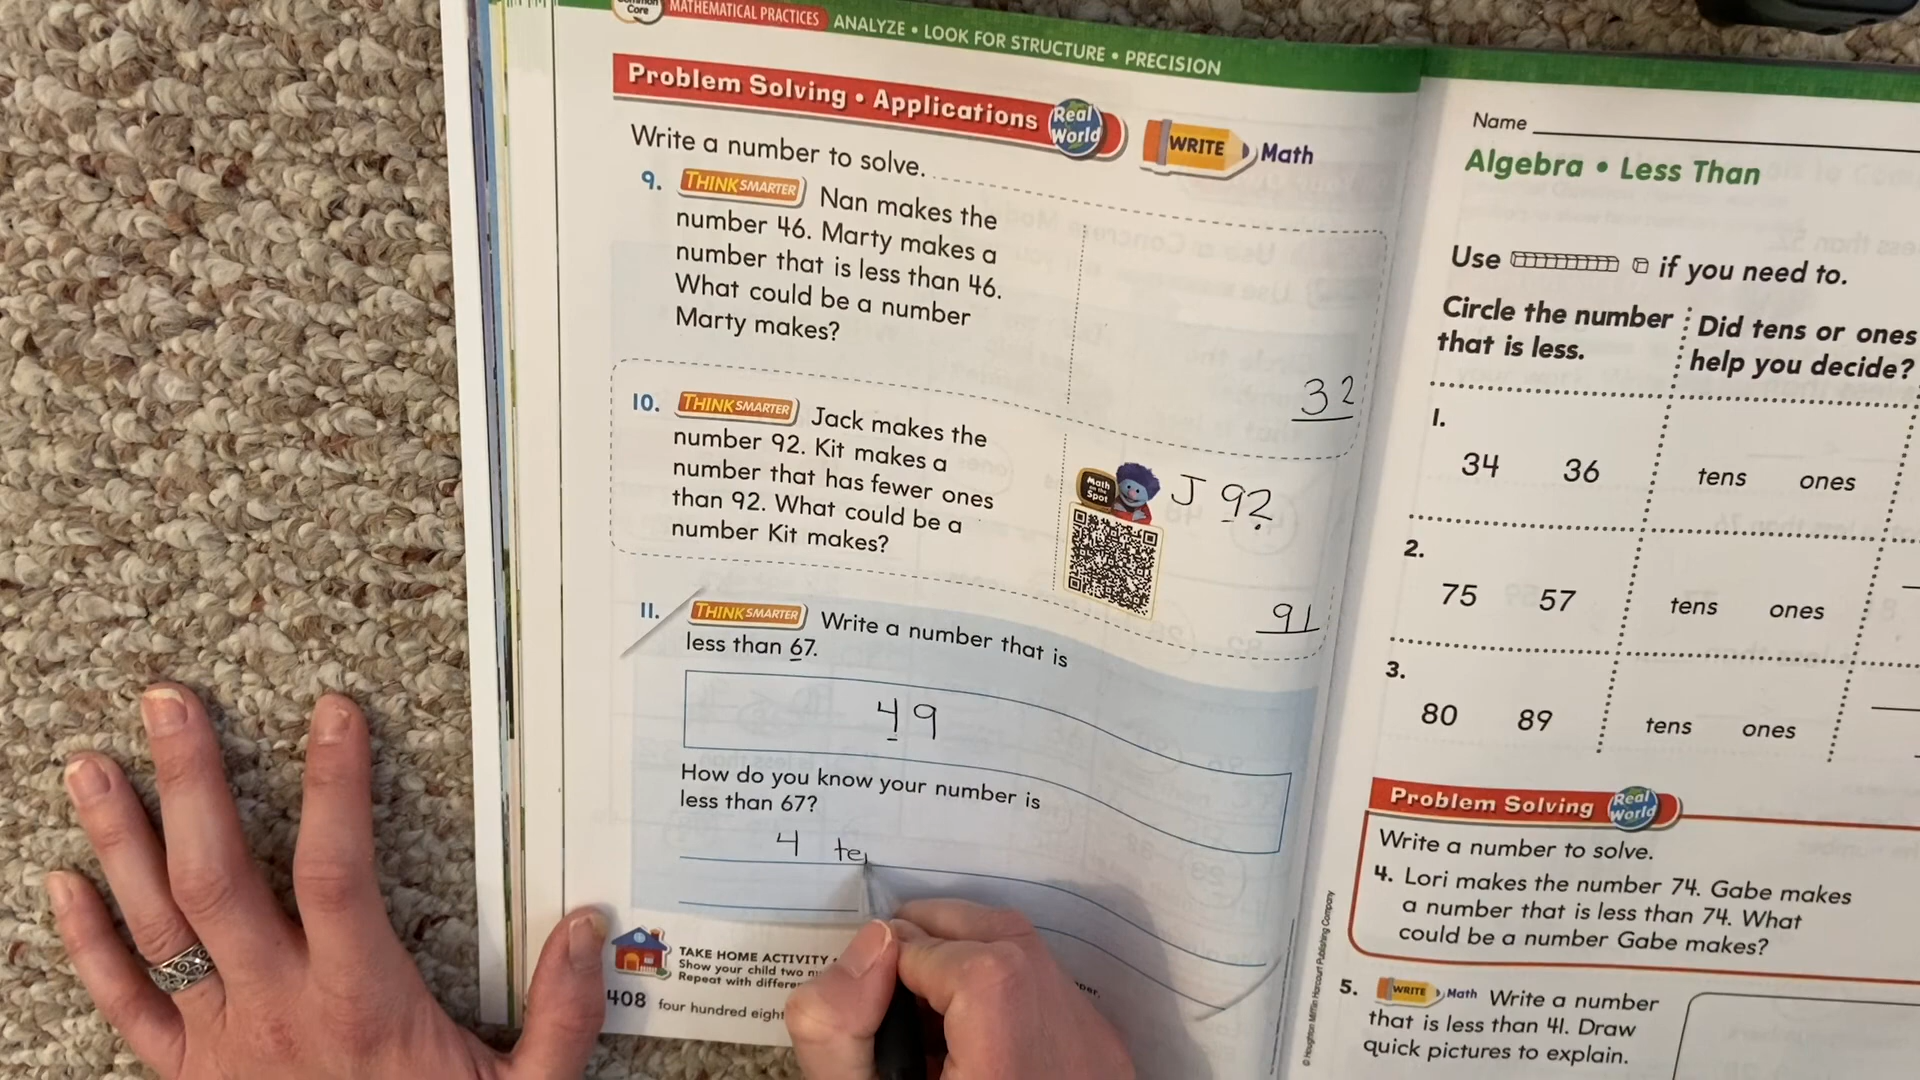 Core
MATHEMATICAL PRACTICES ANALYZE • LOOK FOR STRUCTURE • PRECISION
Problem Solving • Applications Real World WRITE Math
Write a number to solve.
9. THINK SMARTER Nan makes the
number 46. Marty makes a
number that is less than 46.
What could be a number
Marty makes?
32
10. THINK SMARTER Jack makes the
number 92. Kit makes a
number that has fewer ones
than 92. What could be a
number Kit makes?
Math on the Spot
J 92
91
11. THINK SMARTER Write a number that is
less than 67.
49
How do you know your number is
less than 67?
4 te
TAKE HOME ACTIVITY
Show your child two
Repeat with
408 four hundred eight
© Houghton Mifflin Harcourt Publishing Company
Name
Algebra • Less Than
Use if you need to.
Circle the number
that is less.
Did tens or ones
help you decide?
1.
34 36 tens ones
2.
75 57 tens ones
3.
80 89 tens ones
Problem Solving Real World
Write a number to solve.
4. Lori makes the number 74. Gabe makes
a number that is less than 74. What
could be a number Gabe makes?
5. WRITE Math Write a number
that is less than 41. Draw
quick pictures to explain.